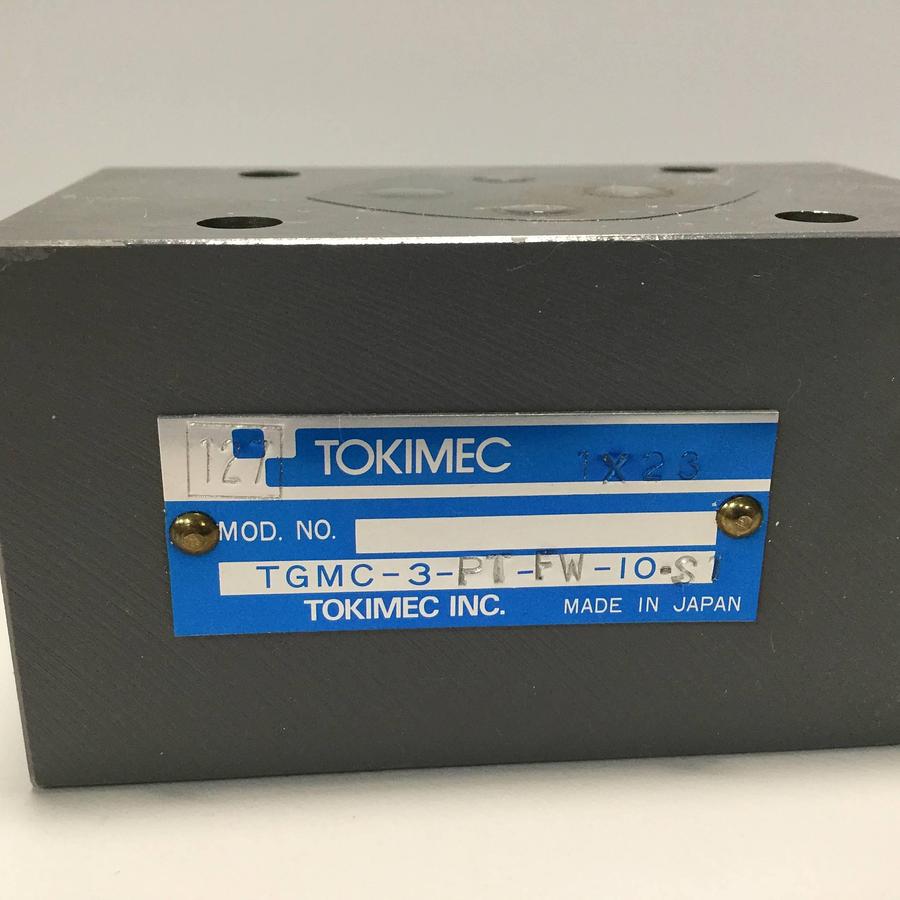 127 TOKIMEC 1X23
MOD. NO.
TGMC-3-PT-FW-10-S1
TOKIMEC INC. MADE IN JAPAN